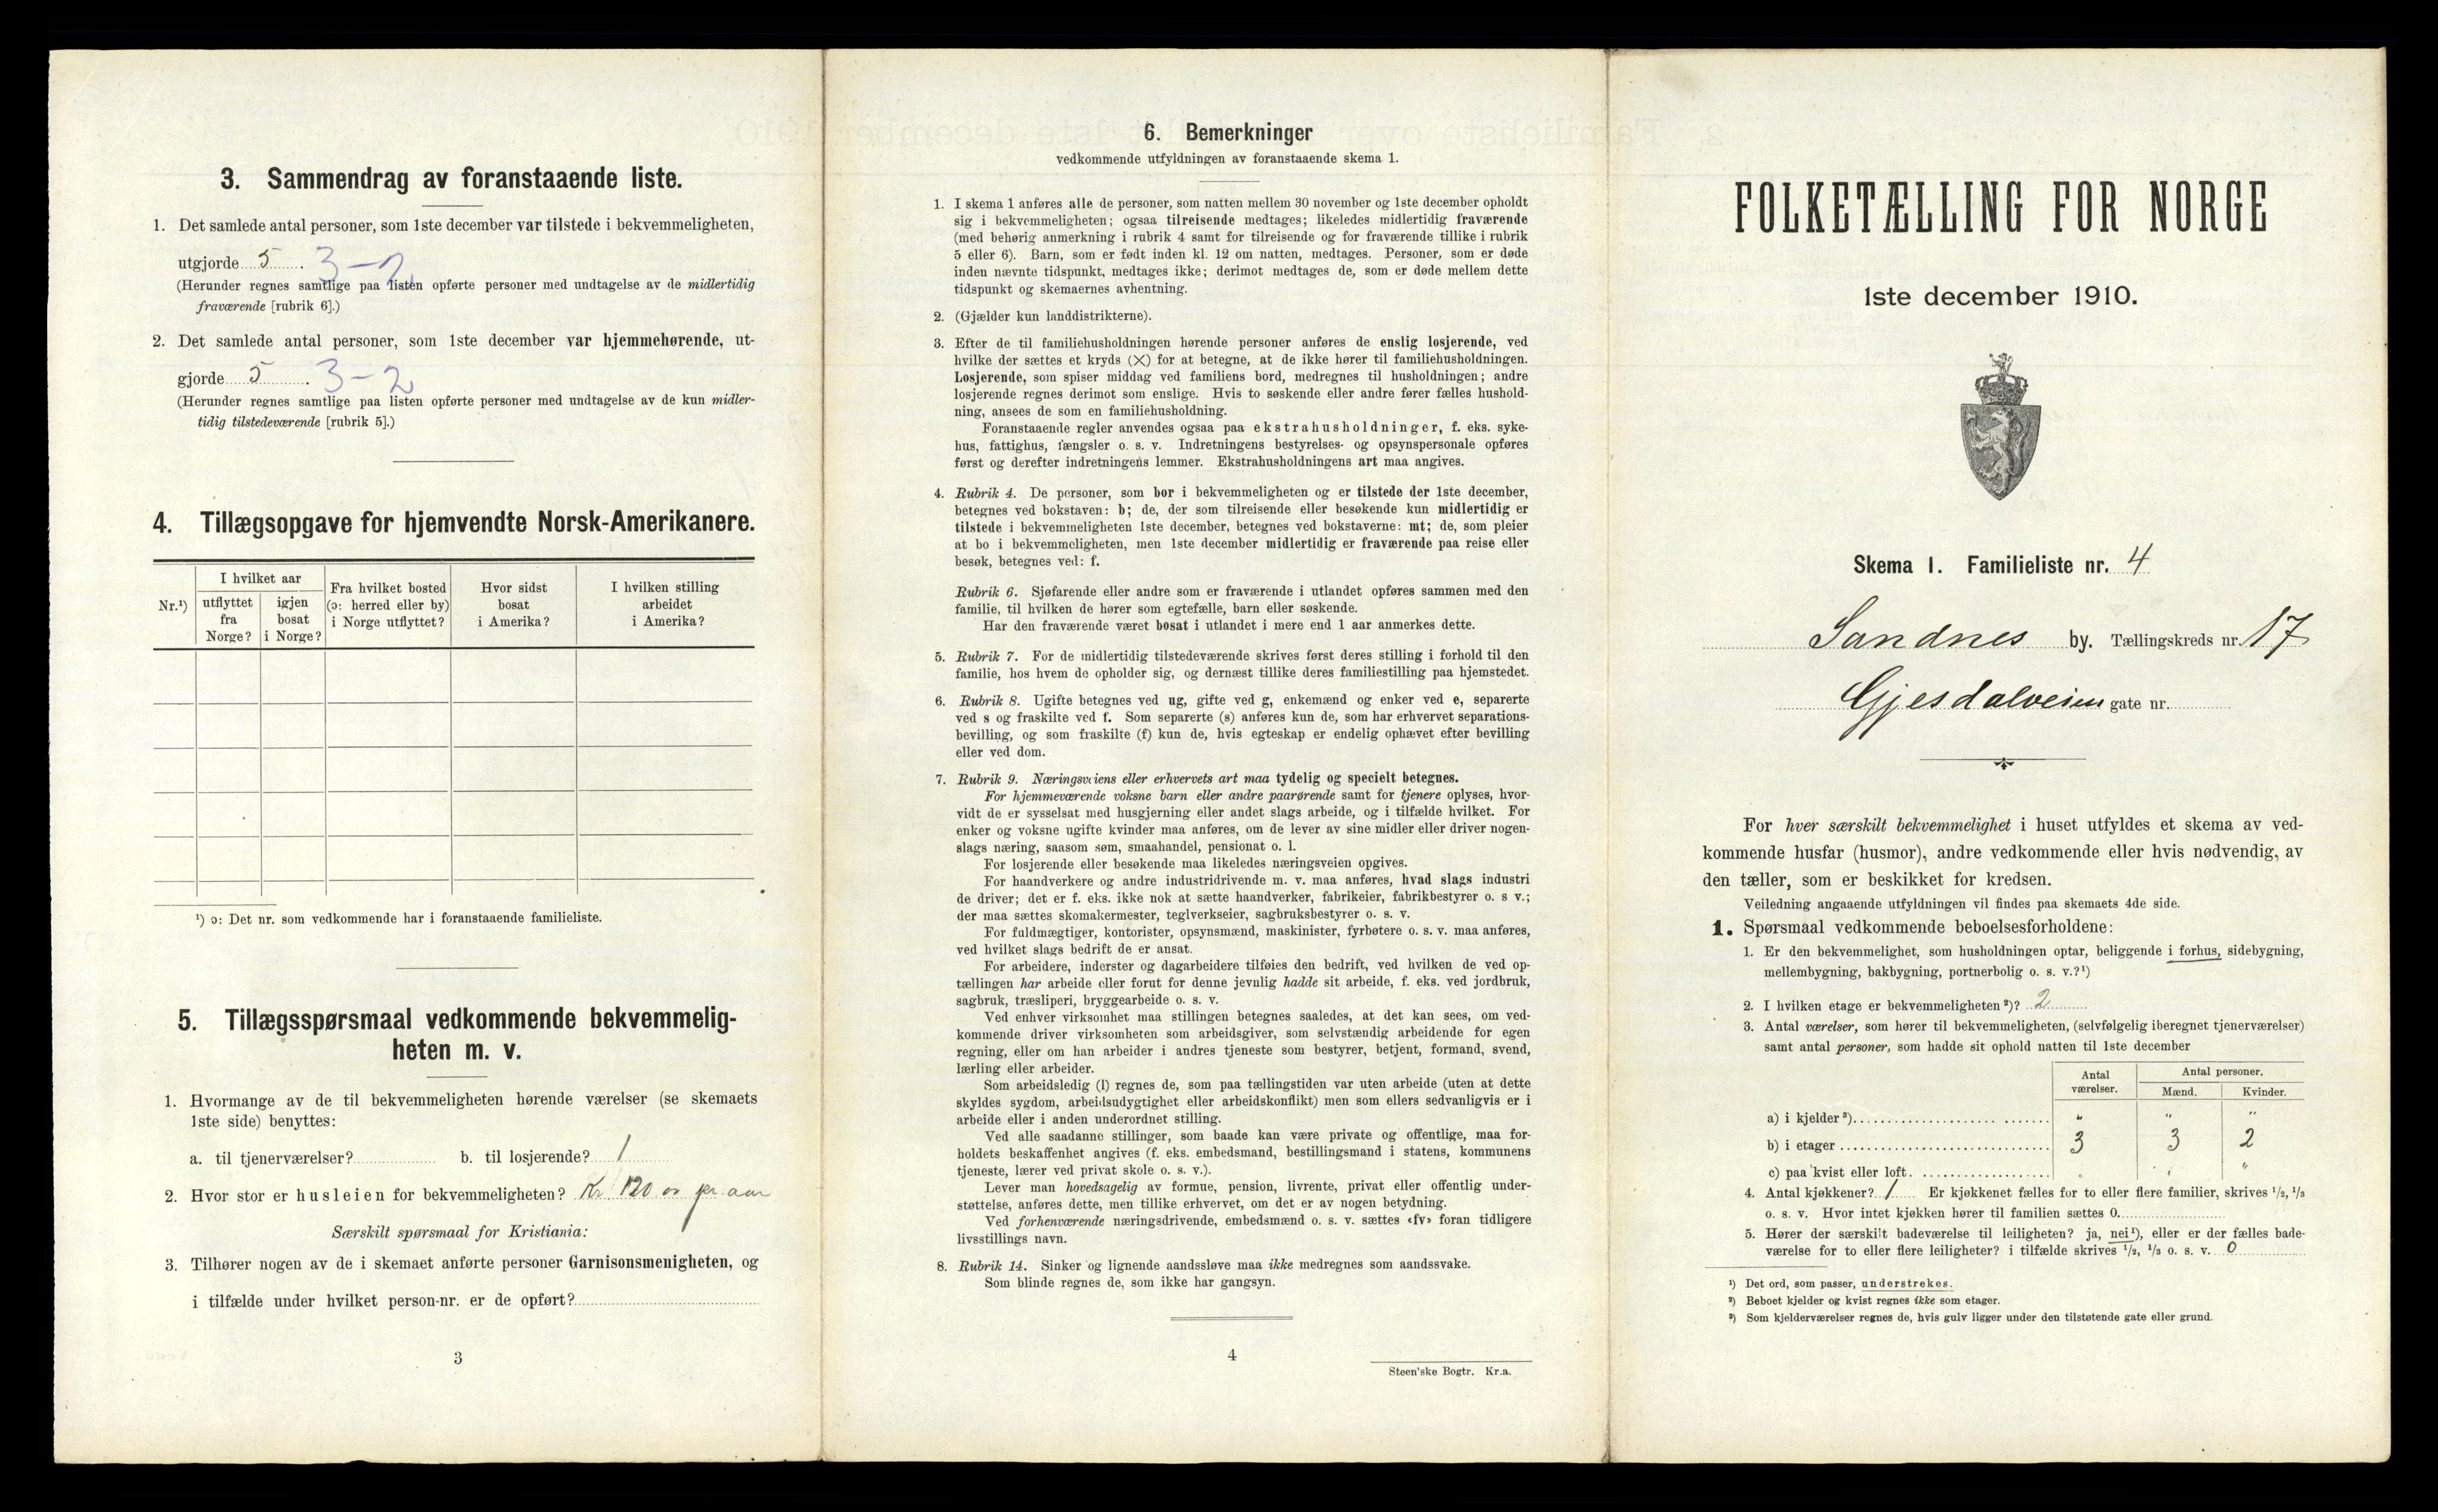 3. Sammendrag av foranstaaende liste.
1. Det samlede antal personer, som 1ste december var tilstede i bekvemmeligheten,
utgjorde 5. 3-2
(Herunder regnes samtlige paa listen opførte personer med undtagelse av de midlertidig
fraværende [rubrik 6].)
2. Det samlede antal personer, som 1ste december var hjemmehørende, ut-
gjorde 5. 3-2
(Herunder regnes samtlige paa listen opførte personer med undtagelse av de kun midler-
tidig tilstedeværende [rubrik 5].)
4. Tillægsopgave for hjemvendte Norsk-Amerikanere.
Nr.¹)
I hvilket aar
utflyttet fra Norge?
igjen bosat i Norge?
Fra hvilket bosted (ɔ: herred eller by) i Norge utflyttet?
Hvor sidst bosat i Amerika?
I hvilken stilling arbeidet i Amerika?
¹) ɔ: Det nr. som vedkommende har i foranstaaende familieliste.
5. Tillægsspørsmaal vedkommende bekvemmelig-
heten m. v.
1. Hvormange av de til bekvemmeligheten hørende værelser (se skemaets
1ste side) benyttes:
a. til tjenerværelser? b. til losjerende? 1
2. Hvor stor er husleien for bekvemmeligheten? Kr 120 pr. aar
Særskilt spørsmaal for Kristiania:
3. Tilhører nogen av de i skemaet anførte personer Garnisonsmenigheten, og
i tilfælde under hvilket person-nr. er de opført?
3
6. Bemerkninger
vedkommende utfyldningen av foranstaaende skema 1.
1. I skema 1 anføres alle de personer, som natten mellem 30 november og 1ste december opholdt
sig i bekvemmeligheten; ogsaa tilreisende medtages; likeledes midlertidig fraværende
(med behørig anmerkning i rubrik 4 samt for tilreisende og for fraværende tillike i rubrik
5 eller 6). Barn, som er født inden kl. 12 om natten, medtages. Personer, som er døde
inden nævnte tidspunkt, medtages ikke; derimot medtages de, som er døde mellem dette
tidspunkt og skemaernes avhentning.
2. (Gjælder kun landdistrikterne).
3. Efter de til familiehusholdningen hørende personer anføres de enslig losjerende, ved
hvilke der sættes et kryds (×) for at betegne, at de ikke hører til familiehusholdningen.
Losjerende, som spiser middag ved familiens bord, medregnes til husholdningen; andre
losjerende regnes derimot som enslige. Hvis to søskende eller andre fører fælles hushold-
ning, ansees de som en familiehusholdning.
Foranstaaende regler anvendes ogsaa paa ekstrahusholdninger, f. eks. syke-
hus, fattighus, fængsler o. s. v. Indretningens bestyrelses- og opsynspersonale opføres
først og derefter indretningens lemmer. Ekstrahusholdningens art maa angives.
4. Rubrik 4. De personer, som bor i bekvemmeligheten og er tilstede der 1ste december,
betegnes ved bokstaven: b; de, der som tilreisende eller besøkende kun midlertidig er
tilstede i bekvemmeligheten 1ste december, betegnes ved bokstaverne: mt; de, som pleier
at bo i bekvemmeligheten, men 1ste december midlertidig er fraværende paa reise eller
besøk, betegnes ved: f.
Rubrik 6. Sjøfarende eller andre som er fraværende i utlandet opføres sammen med den
familie, til hvilken de hører som egtefælle, barn eller søskende.
Har den fraværende været bosat i utlandet i mere end 1 aar anmerkes dette.
5. Rubrik 7. For de midlertidig tilstedeværende skrives først deres stilling i forhold til den
familie, hos hvem de opholder sig, og dernæst tillike deres familiestilling paa hjemstedet.
6. Rubrik 8. Ugifte betegnes ved ug, gifte ved g, enkemænd og enker ved e, separerte
ved s og fraskilte ved f. Som separerte (s) anføres kun de, som har erhvervet separations-
bevilling, og som fraskilte (f) kun de, hvis egteskap er endelig ophævet efter bevilling
eller ved dom.
7. Rubrik 9. Næringsveiens eller erhvervets art maa tydelig og specielt betegnes.
For hjemmeværende voksne barn eller andre paarørende samt for tjenere oplyses, hvor-
vidt de er sysselsat med husgjerning eller andet slags arbeide, og i tilfælde hvilket. For
enker og voksne ugifte kvinder maa anføres, om de lever av sine midler eller driver nogen-
slags næring, saasom søm, smaahandel, pensionat o. l.
For losjerende eller besøkende maa likeledes næringsveien opgives.
For haandverkere og andre industridrivende m. v. maa anføres, hvad slags industri
de driver; det er f. eks. ikke nok at sætte haandverker, fabrikeier, fabrikbestyrer o. s v.;
der maa sættes skomakermester, teglverkseier, sagbruksbestyrer o. s. v.
For fuldmægtiger, kontorister, opsynsmænd, maskinister, fyrbøtere o. s. v. maa anføres,
ved hvilket slags bedrift de er ansat.
For arbeidere, inderster og dagarbeidere tilføies den bedrift, ved hvilken de ved op-
tællingen har arbeide eller forut for denne jevnlig hadde sit arbeide, f. eks. ved jordbruk,
sagbruk, træsliperi, bryggearbeide o. s. v.
Ved enhver virksomhet maa stillingen betegnes saaledes, at det kan sees, om ved-
kommende driver virksomheten som arbeidsgiver, som selvstændig arbeidende for egen
regning, eller om han arbeider i andres tjeneste som bestyrer, betjent, formand, svend,
lærling eller arbeider.
Som arbeidsledig (l) regnes de, som paa tællingstiden var uten arbeide (uten at dette
skyldes sygdom, arbeidsudygtighet eller arbeidskonflikt) men som ellers sedvanligvis er i
arbeide eller i anden underordnet stilling.
Ved alle saadanne stillinger, som baade kan være private og offentlige, maa for-
holdets beskaffenhet angives (f. eks. embedsmand, bestillingsmand i statens, kommunens
tjeneste, lærer ved privat skole o. s. v.).
Lever man hovedsagelig av formue, pension, livrente, privat eller offentlig under-
støttelse, anføres dette, men tillike erhvervet, om det er av nogen betydning.
Ved forhenværende næringsdrivende, embedsmænd o. s. v. sættes «fv» foran tidligere
livsstillings navn.
8. Rubrik 14. Sinker og lignende aandssløve maa ikke medregnes som aandssvake.
Som blinde regnes de, som ikke har gangsyn.
4
Steen'ske Bogtr. Kr.a.
FOLKETÆLLING FOR NORGE
1ste december 1910.
Skema 1. Familieliste nr. 4
Sandnes by. Tællingskreds nr. 17
Gjesdalveien gate nr.
For hver særskilt bekvemmelighet i huset utfyldes et skema av ved-
kommende husfar (husmor), andre vedkommende eller hvis nødvendig, av
den tæller, som er beskikket for kredsen.
Veiledning angaaende utfyldningen vil findes paa skemaets 4de side.
1. Spørsmaal vedkommende beboelsesforholdene:
1. Er den bekvemmelighet, som husholdningen optar, beliggende i forhus, sidebygning,
mellembygning, bakbygning, portnerbolig o. s. v.?¹)
2. I hvilken etage er bekvemmeligheten²)? 2
3. Antal værelser, som hører til bekvemmeligheten, (selvfølgelig iberegnet tjenerværelser)
samt antal personer, som hadde sit ophold natten til 1ste december
Antal værelser. Antal personer.
Mænd. Kvinder.
a) i kjelder³) " " "
b) i etager 3 3 2
c) paa kvist eller loft " " "
4. Antal kjøkkener? 1 Er kjøkkenet fælles for to eller flere familier, skrives 1/2, 1/3
o. s. v. Hvor intet kjøkken hører til familien sættes 0.
5. Hører der særskilt badeværelse til leiligheten? ja, nei¹), eller er der fælles bade-
værelse for to eller flere leiligheter? i tilfælde skrives 1/2, 1/3 o. s. v. 0
¹) Det ord, som passer, understrekes.
²) Beboet kjelder og kvist regnes ikke som etager.
³) Som kjelderværelser regnes de, hvis gulv ligger under den tilstøtende gate eller grund.